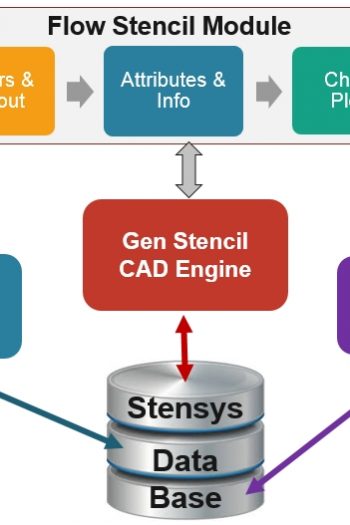 Flow Stencil Module
rs &
out
Attributes &
Info
Ch
Pl
Gen Stencil
CAD Engine
Stensys
Data
Base